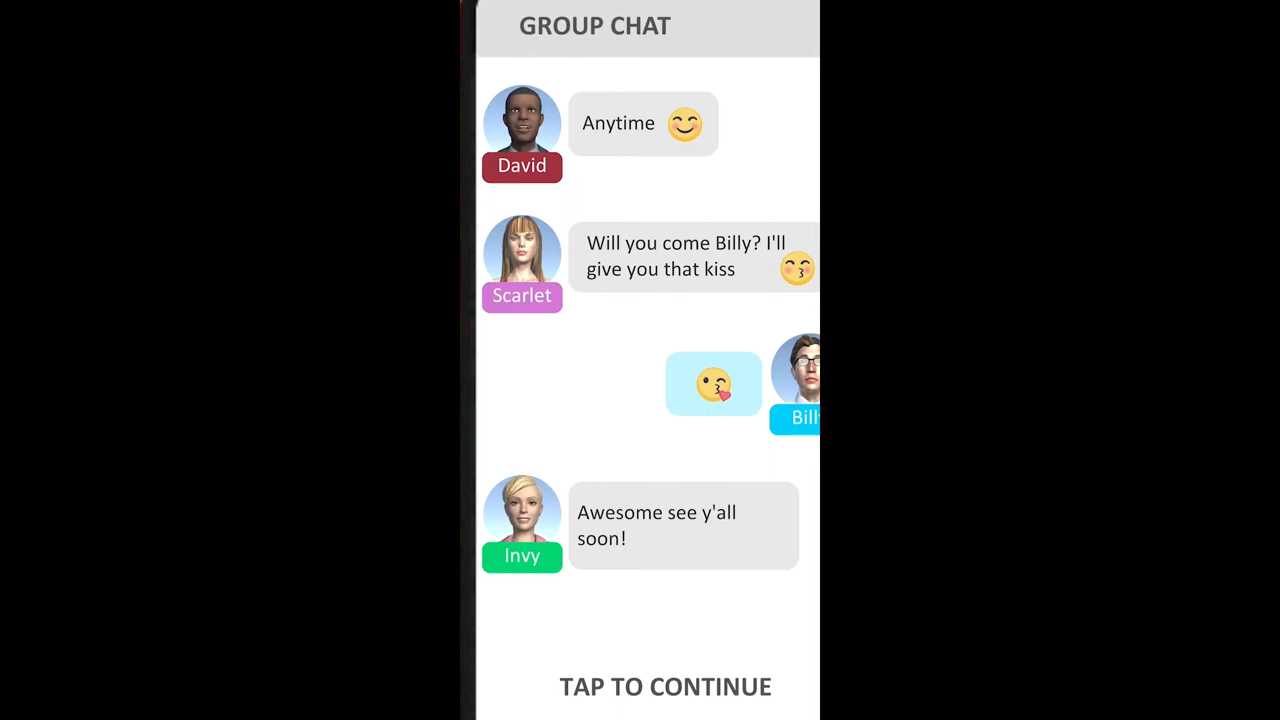 GROUP CHAT
Anytime
David
Will you come Billy? I'll
give you that kiss
Scarlet
Billy
Awesome see y'all
soon!
Invy
TAP TO CONTINUE